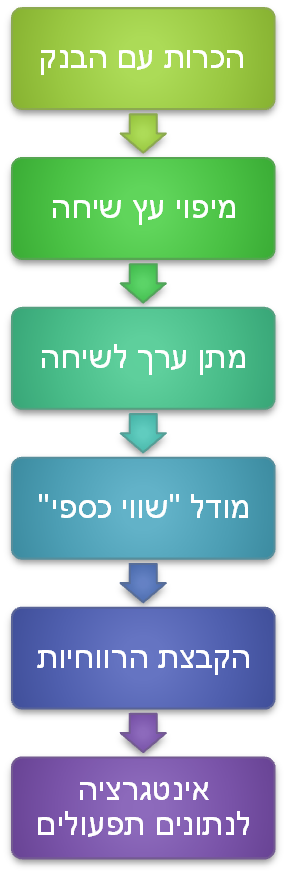 הכרות עם הבנק
מיפוי עץ שיחה
מתן ערך לשיחה
מודל "שווי כספי"
הקבצת הרווחיות
אינטגרציה
לנתונים תפעולים